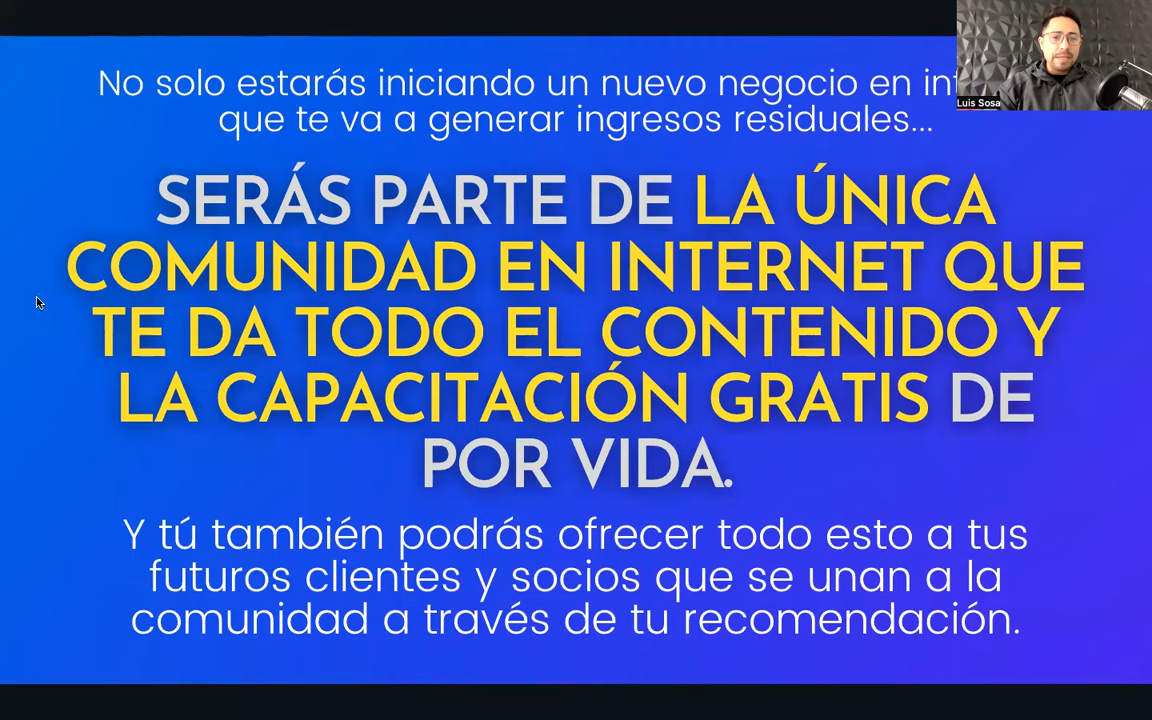 No solo estarás iniciando un nuevo negocio en
que te va a generar ingresos residuales...
Luis Sosa
SERÁS PARTE DE LA ÚNICA
COMUNIDAD EN INTERNET QUE
TE DA TODO EL CONTENIDO Y
LA CAPACITACIÓN GRATIS DE
POR VIDA.
Y tú también podrás ofrecer todo esto a tus
futuros clientes y socios que se unan a la
comunidad a través de tu recomendación.